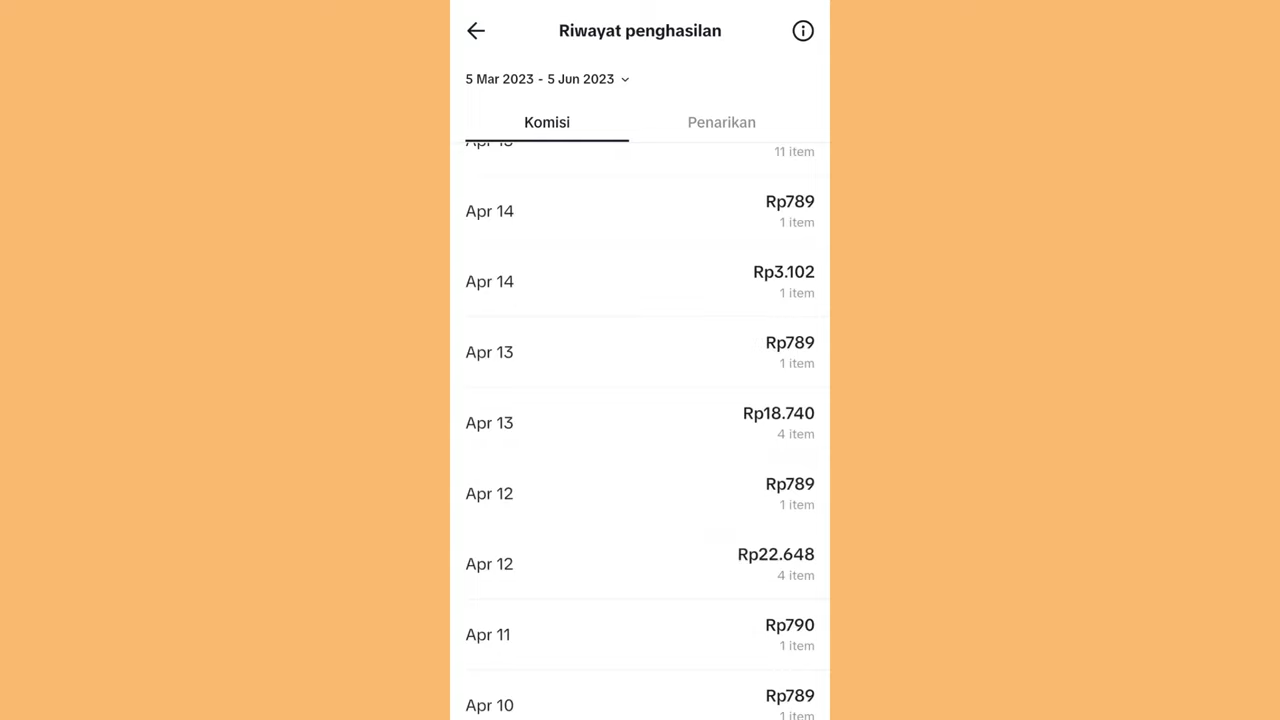 Riwayat penghasilan
5 Mar 2023 - 5 Jun 2023
Komisi
Penarikan
11 item
Apr 14
Rp789
1 item
Apr 14
Rp3.102
1 item
Apr 13
Rp789
1 item
Apr 13
Rp18.740
4 item
Apr 12
Rp789
1 item
Apr 12
Rp22.648
4 item
Apr 11
Rp790
1 item
Apr 10
Rp789
1 item